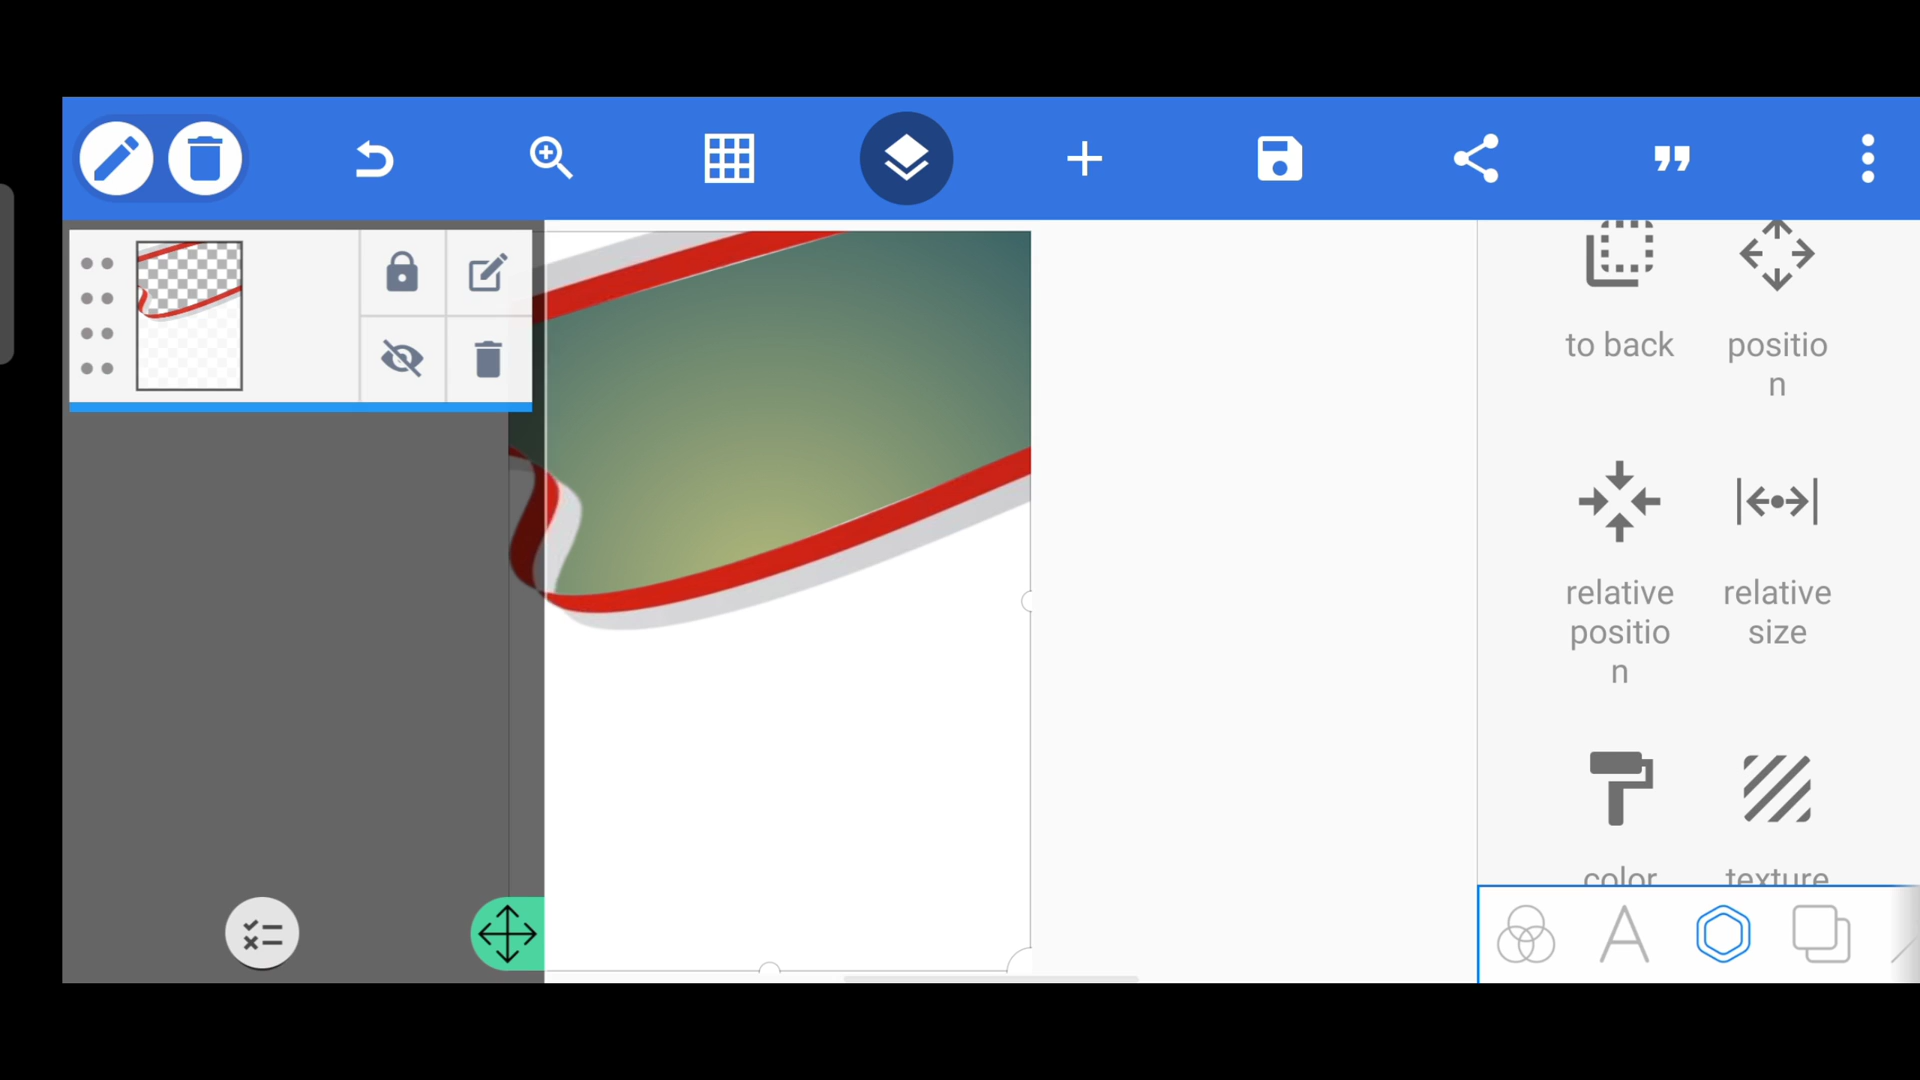 to back
positio
n
relative
positio
n
relative
size
color
texture